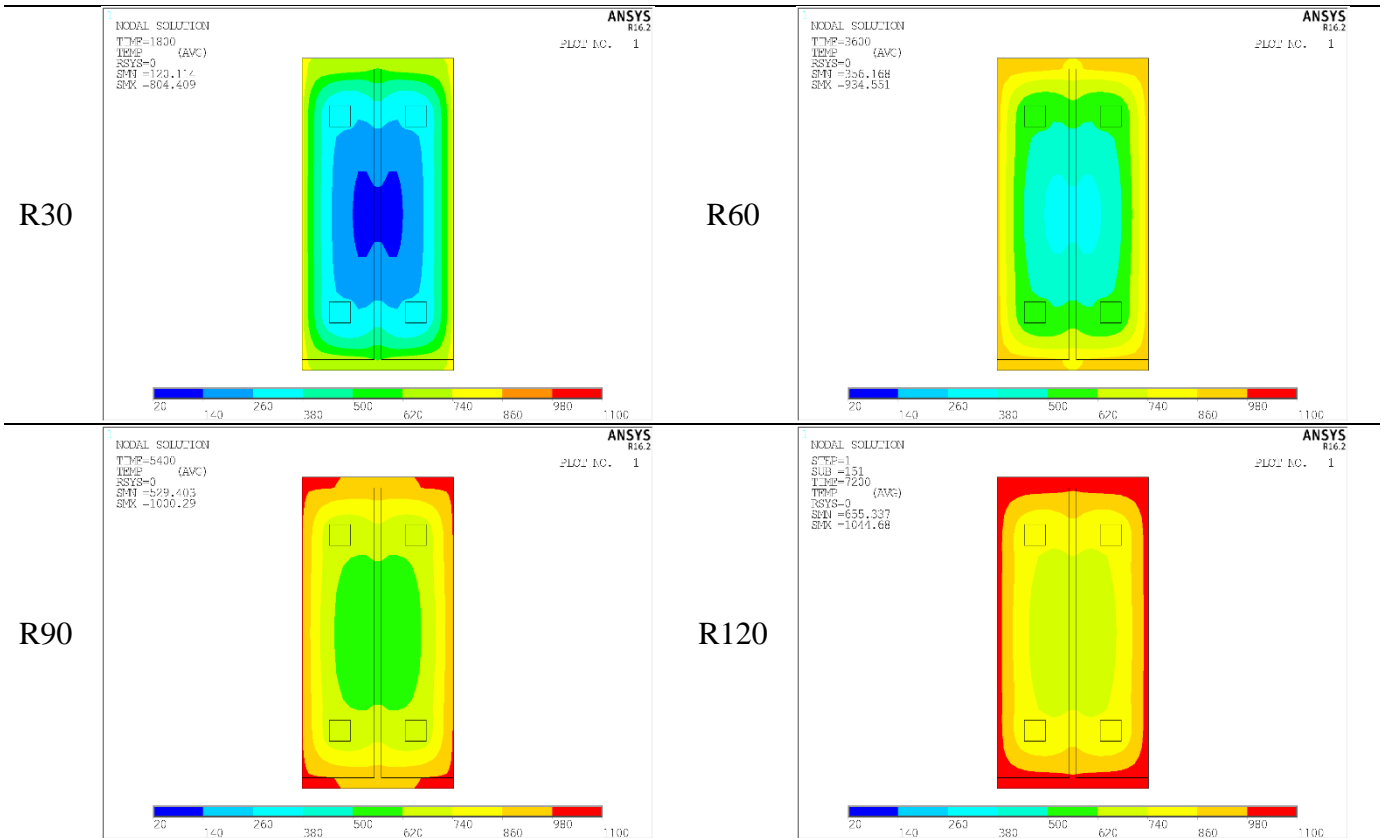 R30
1
NODAL SOLUTION
TIME=1800
TEMP (AVG)
RSYS=0
SMN =120.114
SMX =804.409
ANSYS
R16.2
PLOT NO. 1
20 140 260 380 500 620 740 860 980 1100
R60
1
NODAL SOLUTION
TIME=3600
TEMP (AVG)
RSYS=0
SMN =356.168
SMX =934.551
ANSYS
R16.2
PLOT NO. 1
20 140 260 380 500 620 740 860 980 1100
R90
1
NODAL SOLUTION
TIME=5400
TEMP (AVG)
RSYS=0
SMN =529.403
SMX =1000.29
ANSYS
R16.2
PLOT NO. 1
20 140 260 380 500 620 740 860 980 1100
R120
1
NODAL SOLUTION
STEP=1
SUB =151
TIME=7200
TEMP (AVG)
RSYS=0
SMN =655.337
SMX =1044.68
ANSYS
R16.2
PLOT NO. 1
20 140 260 380 500 620 740 860 980 1100